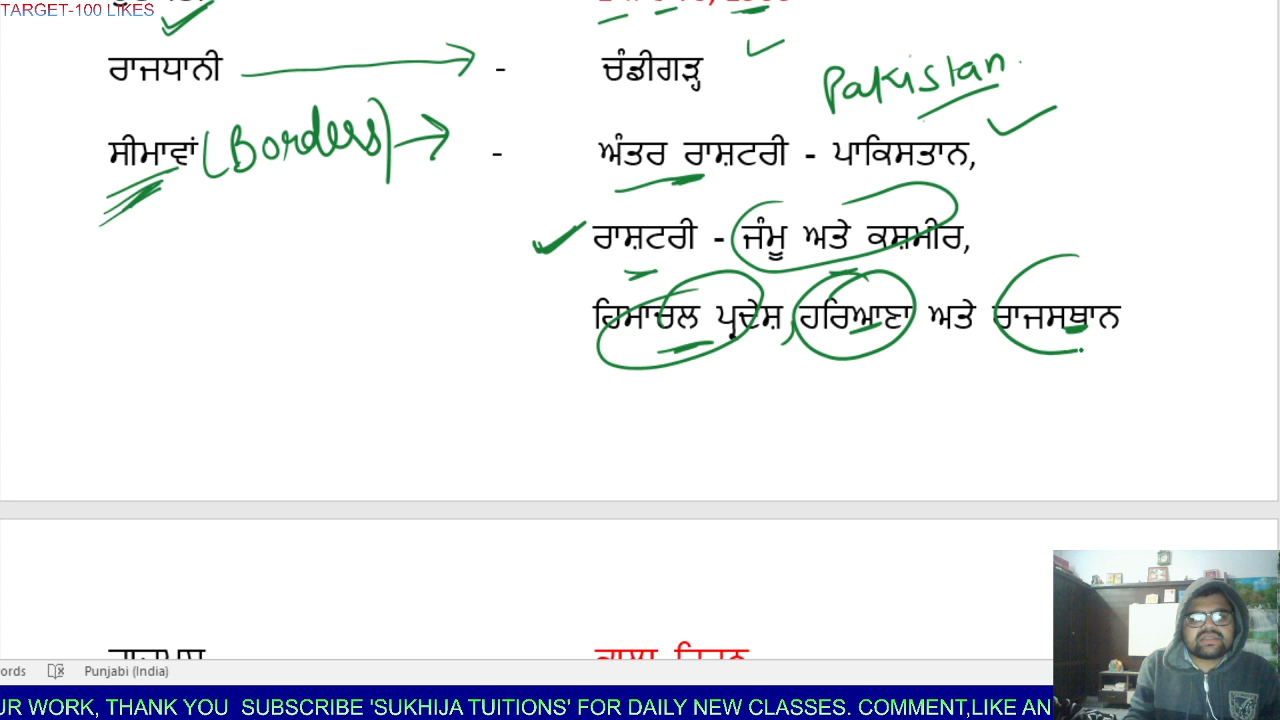 TARGET-100 LIKES
ਰਾਜਧਾਨੀ - ਚੰਡੀਗੜ੍ਹ
Pakistan
ਸੀਮਾਵਾਂ (Borders) - ਅੰਤਰ ਰਾਸ਼ਟਰੀ - ਪਾਕਿਸਤਾਨ,
ਰਾਸ਼ਟਰੀ - ਜੰਮੂ ਅਤੇ ਕਸ਼ਮੀਰ,
ਹਿਮਾਚਲ ਪ੍ਰਦੇਸ਼, ਹਰਿਆਣਾ ਅਤੇ ਰਾਜਸਥਾਨ
ords Punjabi (India)
UR WORK, THANK YOU SUBSCRIBE 'SUKHIJA TUITIONS' FOR DAILY NEW CLASSES. COMMENT,LIKE AN